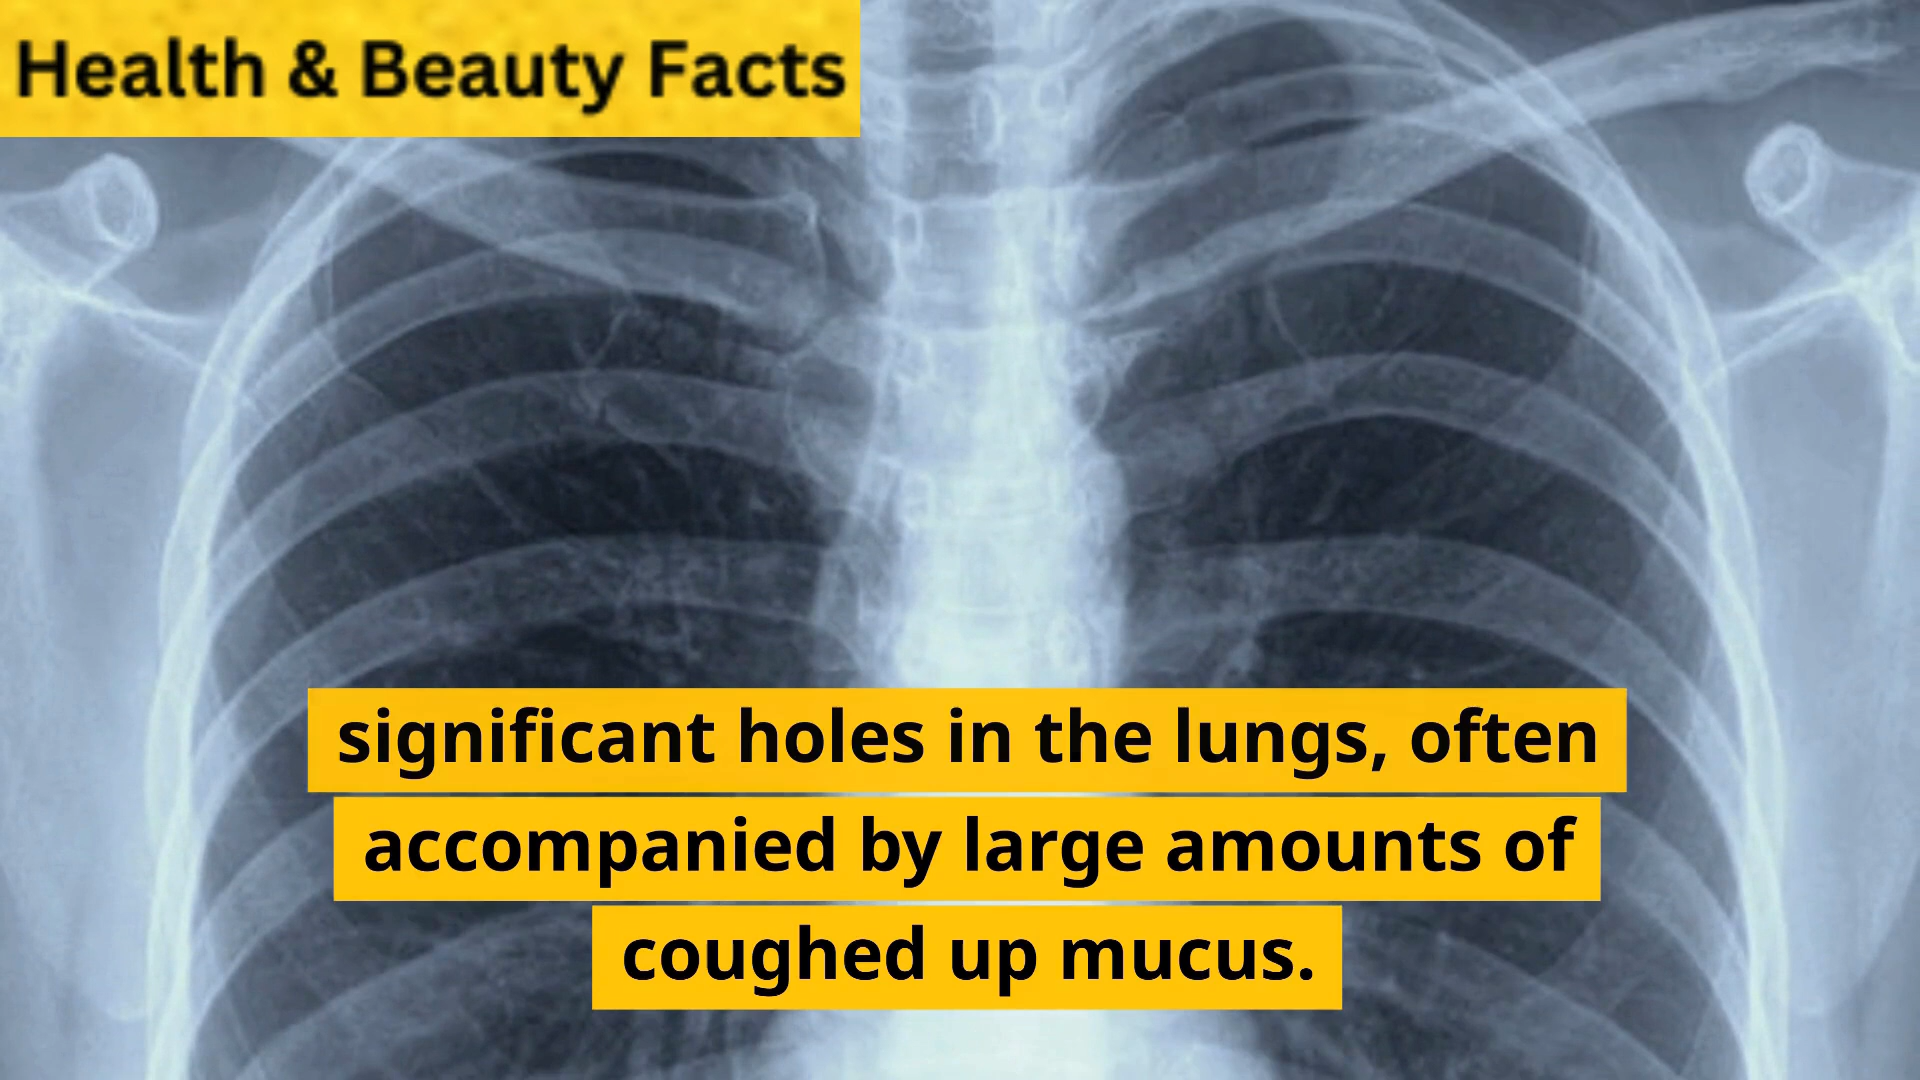 Health & Beauty Facts
significant holes in the lungs, often
accompanied by large amounts of
coughed up mucus.